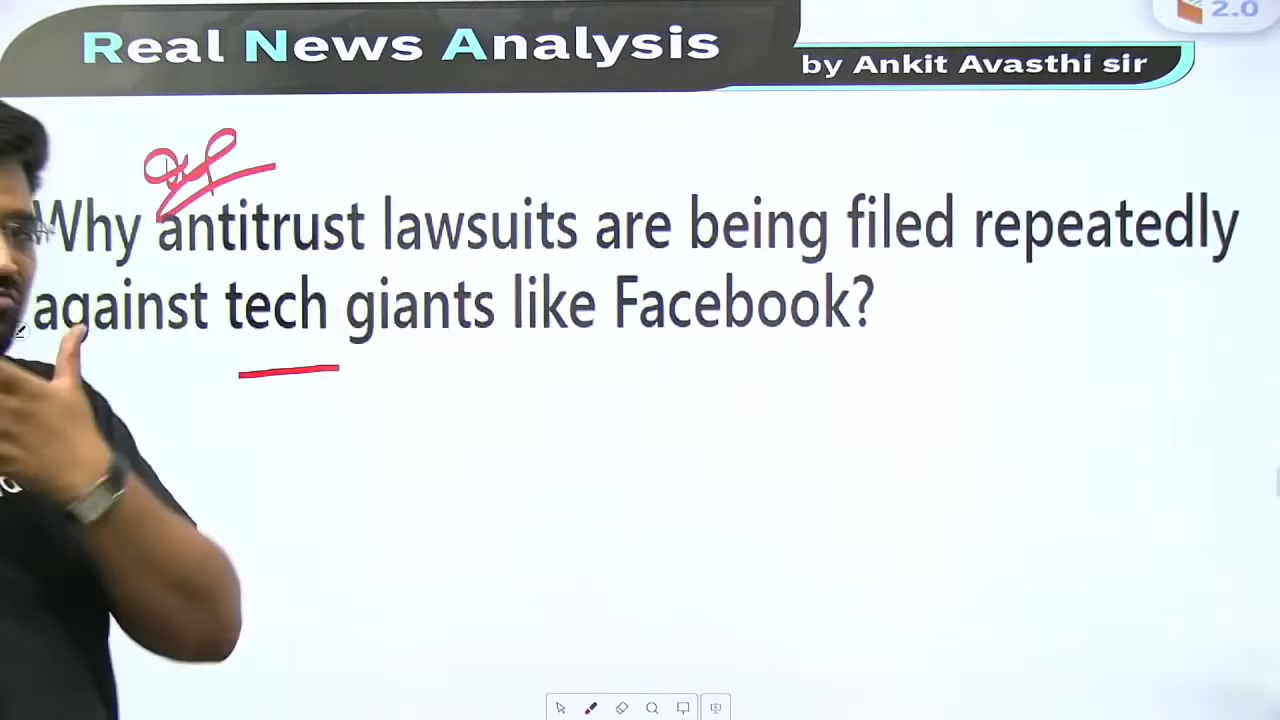 Real News Analysis
by Ankit Avasthi sir
2.0
Why antitrust lawsuits are being filed repeatedly
against tech giants like Facebook?